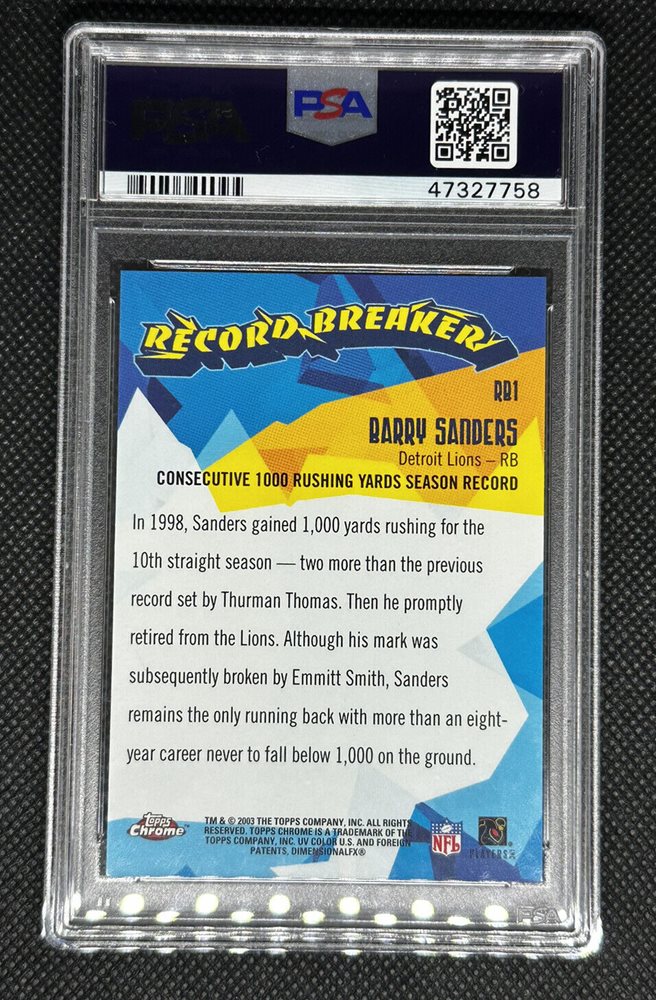 PSA
PSA
47327758
RECORD BREAKER
RB1
BARRY SANDERS
Detroit Lions – RB
CONSECUTIVE 1000 RUSHING YARDS SEASON RECORD
In 1998, Sanders gained 1,000 yards rushing for the
10th straight season — two more than the previous
record set by Thurman Thomas. Then he promptly
retired from the Lions. Although his mark was
subsequently broken by Emmitt Smith, Sanders
remains the only running back with more than an eight-
year career never to fall below 1,000 on the ground.
Topps
Chrome™
TM & © 2003 THE TOPPS COMPANY, INC. ALL RIGHTS
RESERVED. TOPPS CHROME IS A TRADEMARK OF THE
TOPPS COMPANY, INC. UV COLOR U.S. AND FOREIGN
PATENTS, DIMENSIONALFX®
NFL
PLAYERS
PSA